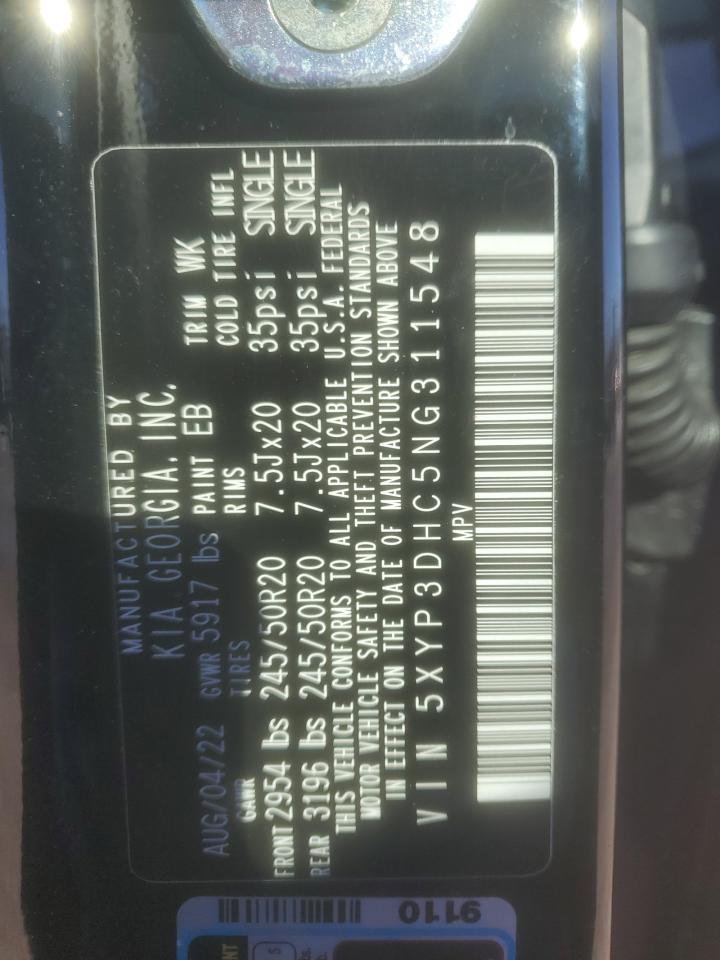 MANUFACTURED BY
KIA GEORGIA, INC.
AUG/04/22 GVWR 5917 lbs PAINT EB TRIM WK
GAWR TIRES RIMS COLD TIRE INFL
FRONT 2954 lbs 245/50R20 7.5Jx20 35psi SINGLE
REAR 3196 lbs 245/50R20 7.5Jx20 35psi SINGLE
THIS VEHICLE CONFORMS TO ALL APPLICABLE U.S.A. FEDERAL
MOTOR VEHICLE SAFETY AND THEFT PREVENTION STANDARDS
IN EFFECT ON THE DATE OF MANUFACTURE SHOWN ABOVE
VIN 5XYP3DHC5NG311548
MPV
9110